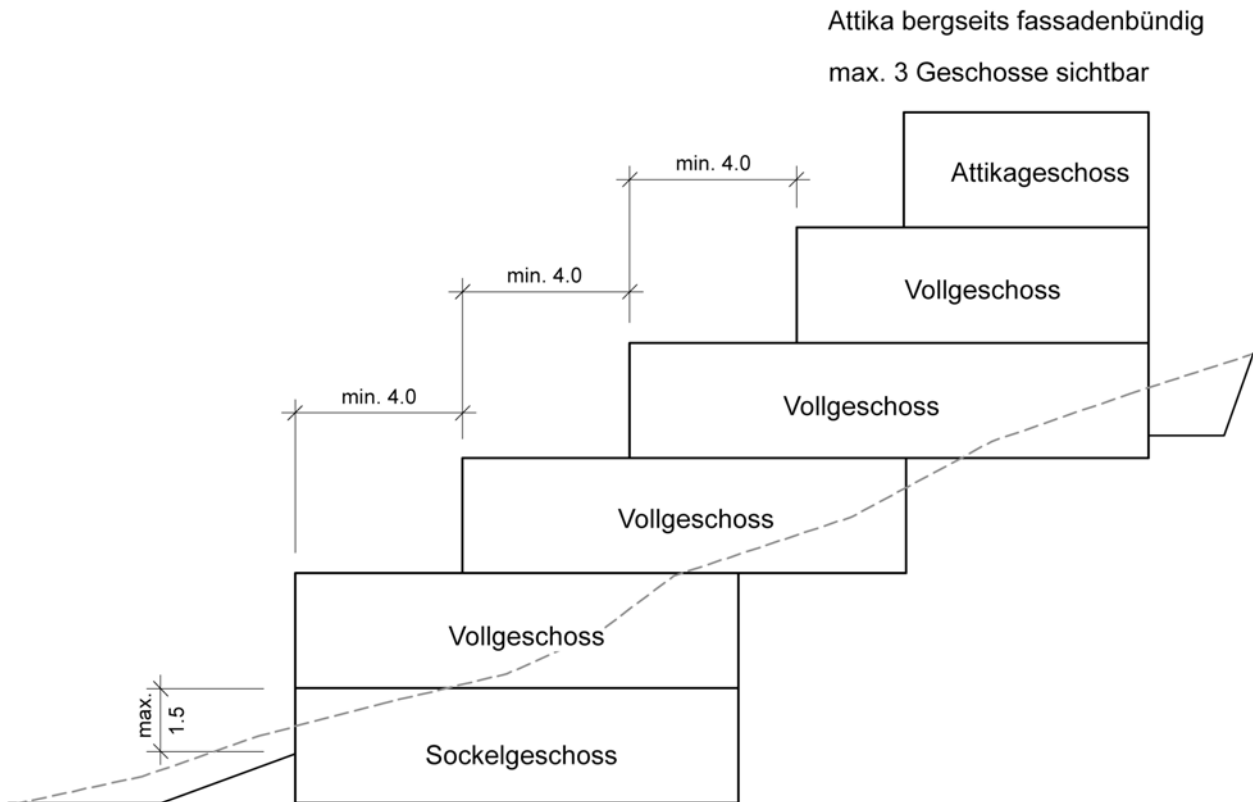 Attika bergseits fassadenbündig
max. 3 Geschosse sichtbar
min. 4.0
Attikageschoss
min. 4.0
Vollgeschoss
min. 4.0
Vollgeschoss
Vollgeschoss
Vollgeschoss
max.
1.5
Sockelgeschoss